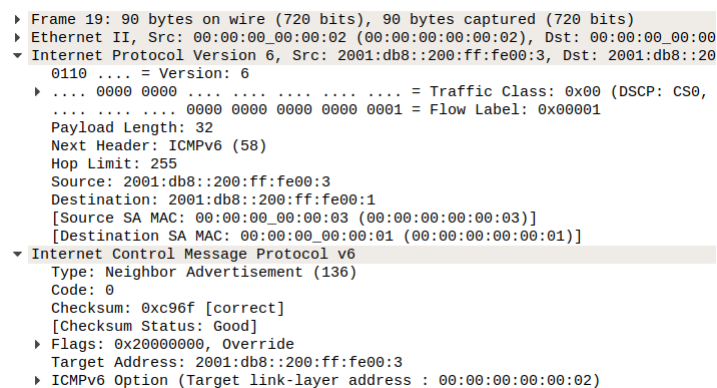 Frame 19: 90 bytes on wire (720 bits), 90 bytes captured (720 bits)
Ethernet II, Src: 00:00:00_00:00:02 (00:00:00:00:00:02), Dst: 00:00:00_00:00
Internet Protocol Version 6, Src: 2001:db8::200:ff:fe00:3, Dst: 2001:db8::20
0110 .... = Version: 6
.... 0000 0000 .... .... .... .... .... = Traffic Class: 0x00 (DSCP: CS0,
.... .... .... 0000 0000 0000 0000 0001 = Flow Label: 0x00001
Payload Length: 32
Next Header: ICMPv6 (58)
Hop Limit: 255
Source: 2001:db8::200:ff:fe00:3
Destination: 2001:db8::200:ff:fe00:1
[Source SA MAC: 00:00:00_00:00:03 (00:00:00:00:00:03)]
[Destination SA MAC: 00:00:00_00:00:01 (00:00:00:00:00:01)]
Internet Control Message Protocol v6
Type: Neighbor Advertisement (136)
Code: 0
Checksum: 0xc96f [correct]
[Checksum Status: Good]
Flags: 0x20000000, Override
Target Address: 2001:db8::200:ff:fe00:3
ICMPv6 Option (Target link-layer address : 00:00:00:00:00:02)